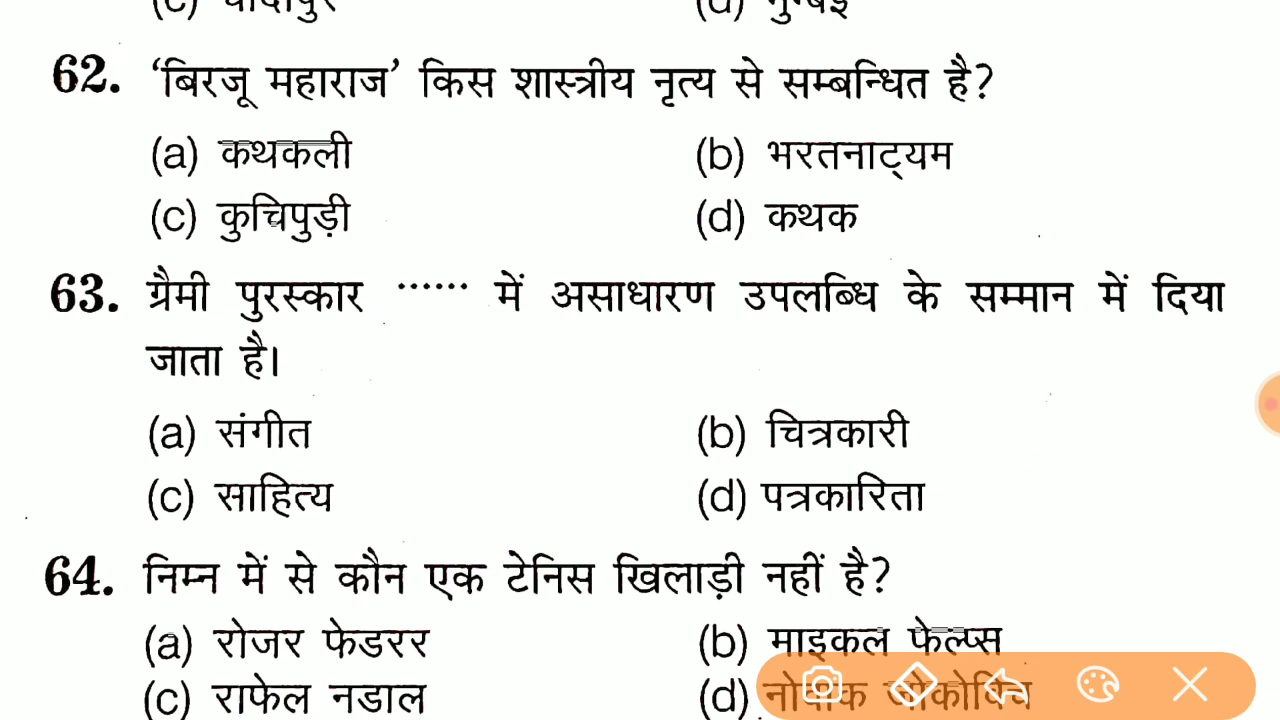 62. ‘बिरजू महाराज’ किस शास्त्रीय नृत्य से सम्बन्धित है?
(a) कथकली (b) भरतनाट्यम
(c) कुचिपुड़ी (d) कथक
63. ग्रैमी पुरस्कार ...... में असाधारण उपलब्धि के सम्मान में दिया
जाता है।
(a) संगीत (b) चित्रकारी
(c) साहित्य (d) पत्रकारिता
64. निम्न में से कौन एक टेनिस खिलाड़ी नहीं है?
(a) रोजर फेडरर (b) माइकल फेल्प्स
(c) राफेल नडाल (d)